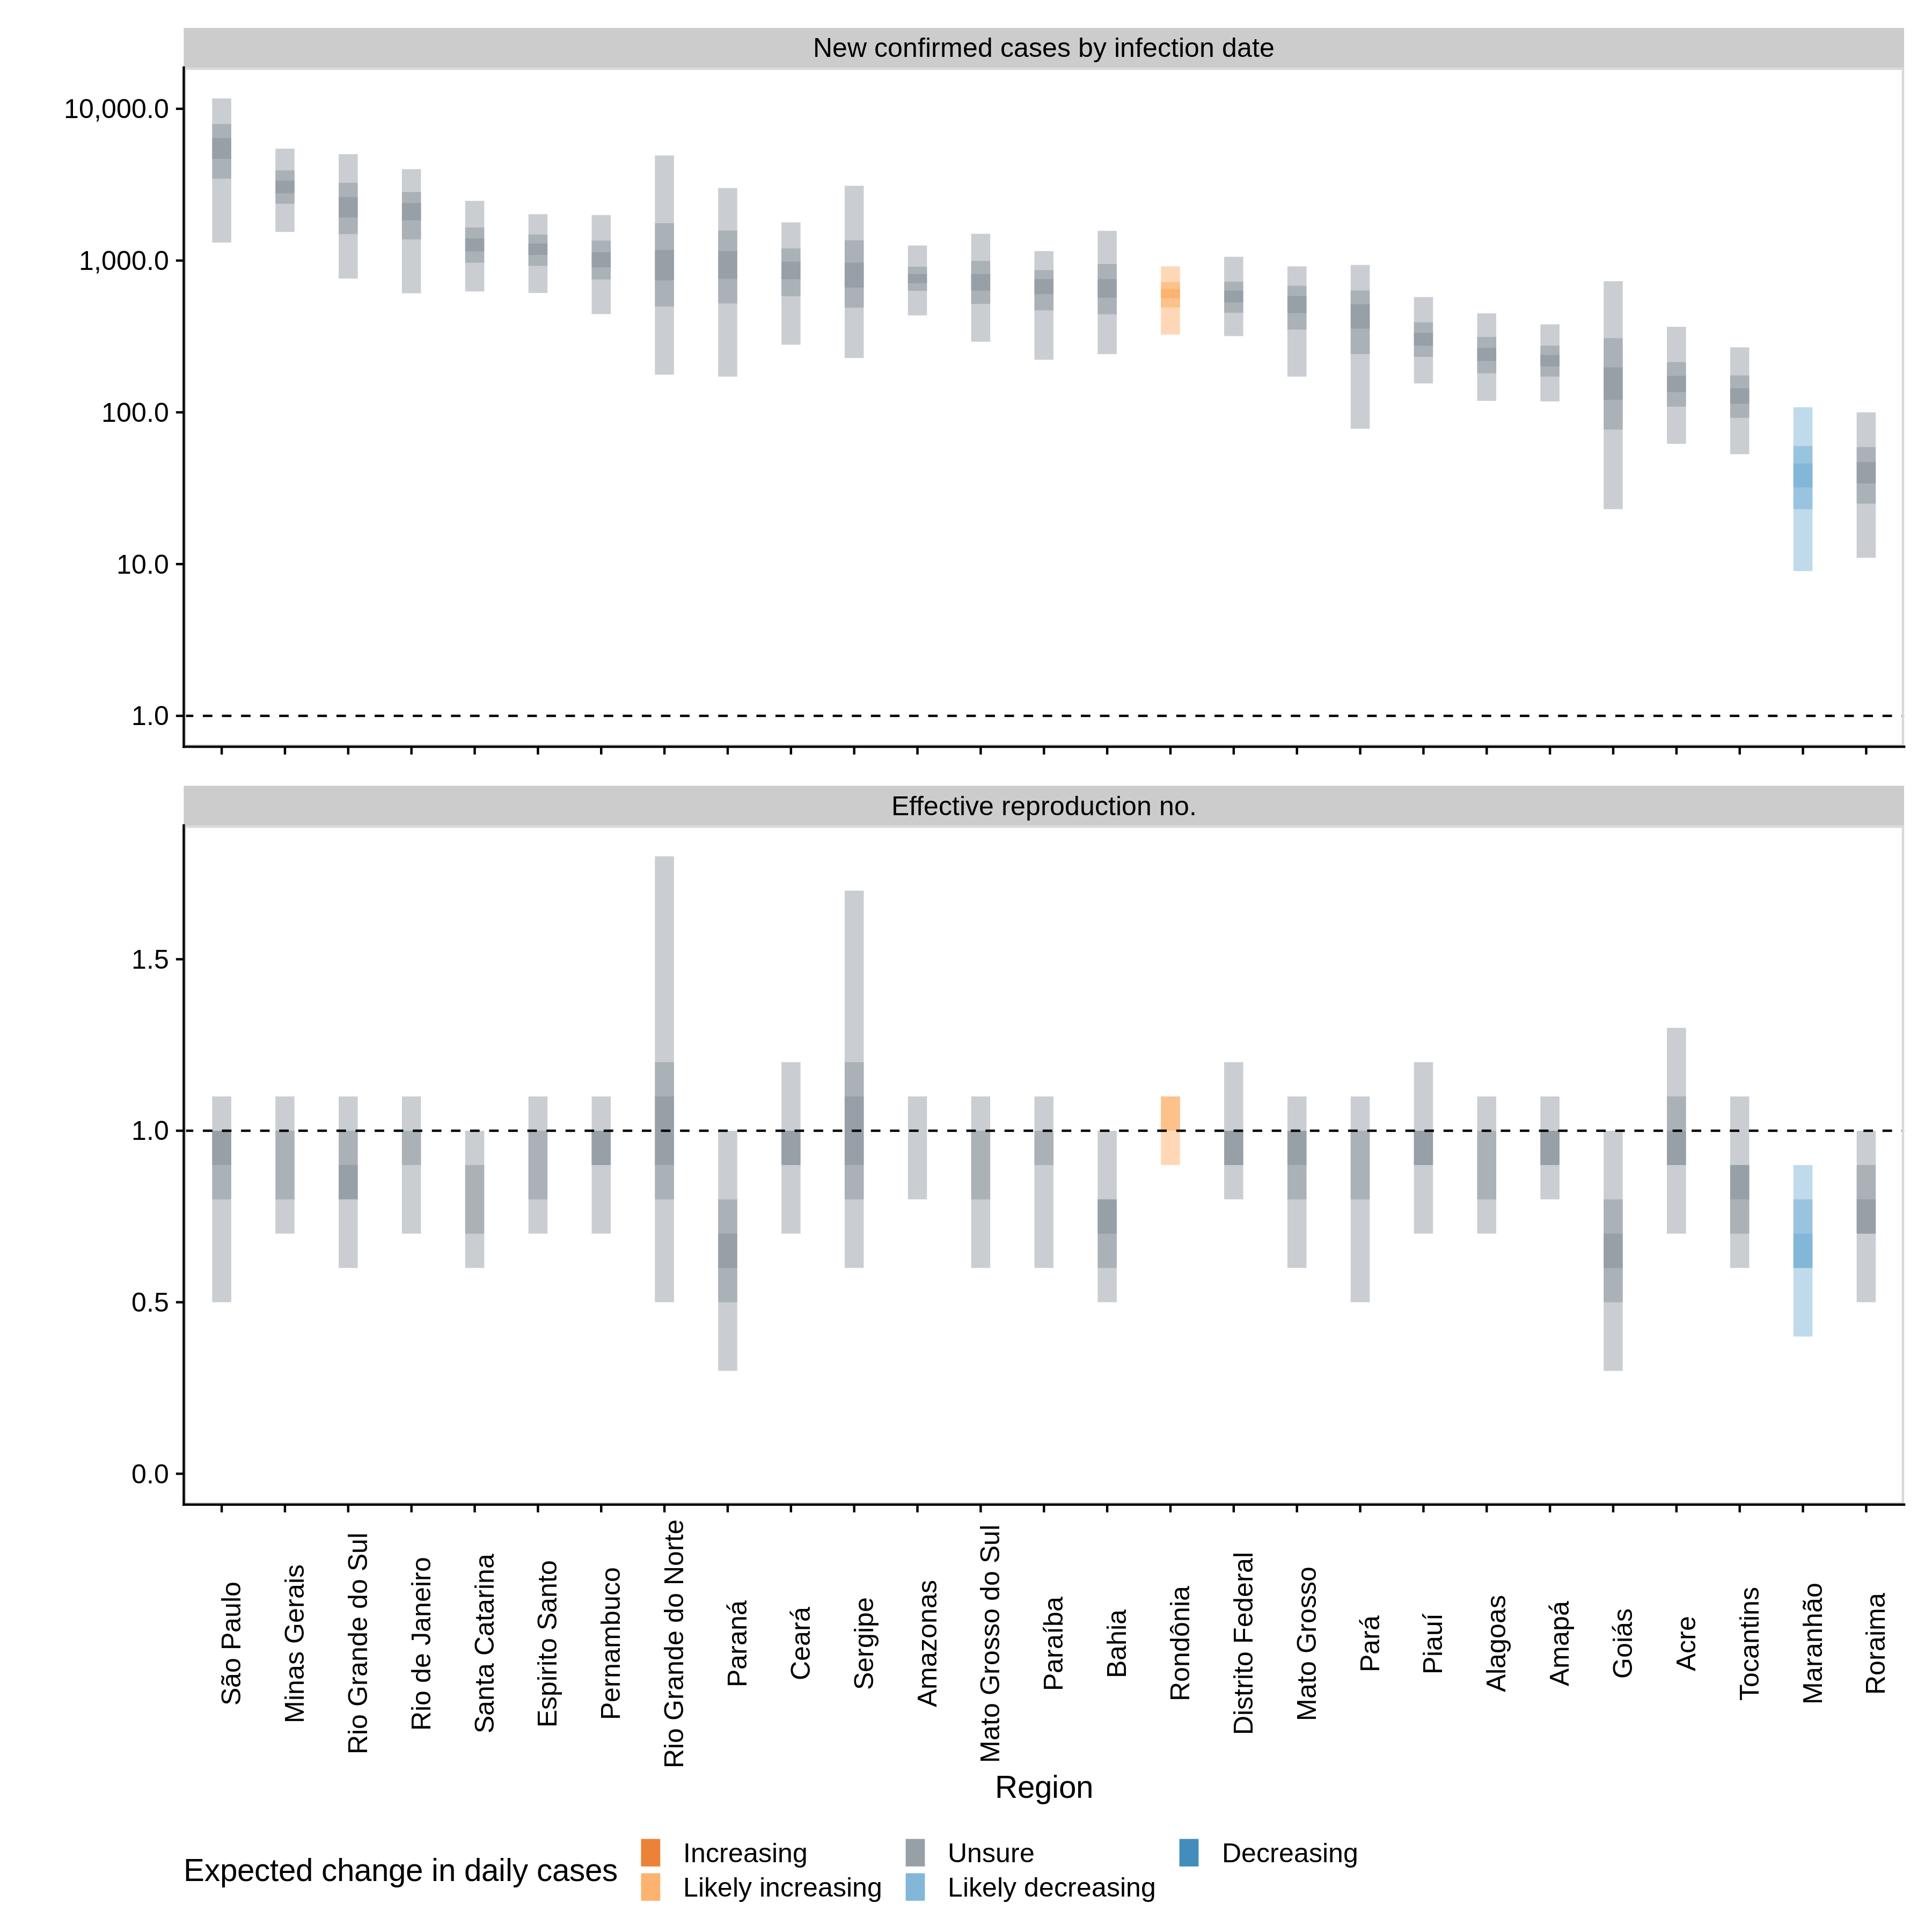 New confirmed cases by infection date
10,000.0
1,000.0
100.0
10.0
1.0
Effective reproduction no.
1.5
1.0
0.5
0.0
São Paulo
Minas Gerais
Rio Grande do Sul
Rio de Janeiro
Santa Catarina
Espirito Santo
Pernambuco
Rio Grande do Norte
Paraná
Ceará
Sergipe
Amazonas
Mato Grosso do Sul
Paraíba
Bahia
Rondônia
Distrito Federal
Mato Grosso
Pará
Piauí
Alagoas
Amapá
Goiás
Acre
Tocantins
Maranhão
Roraima
Region
Expected change in daily cases
Increasing
Likely increasing
Unsure
Likely decreasing
Decreasing